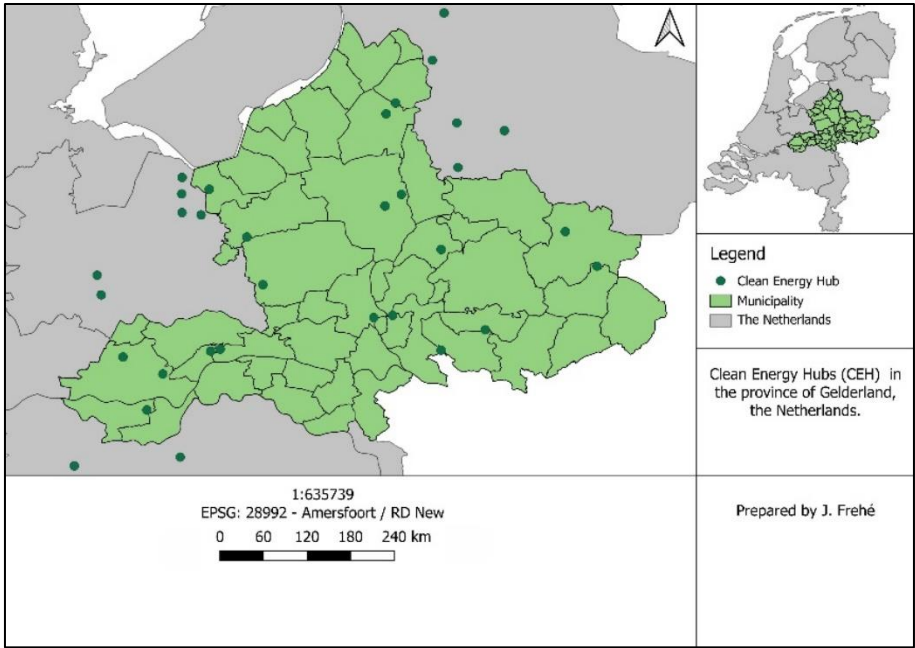 Legend
Clean Energy Hub
Municipality
The Netherlands
Clean Energy Hubs (CEH) in
the province of Gelderland,
the Netherlands.
1:635739
EPSG: 28992 - Amersfoort / RD New
0 60 120 180 240 km
Prepared by J. Frehé